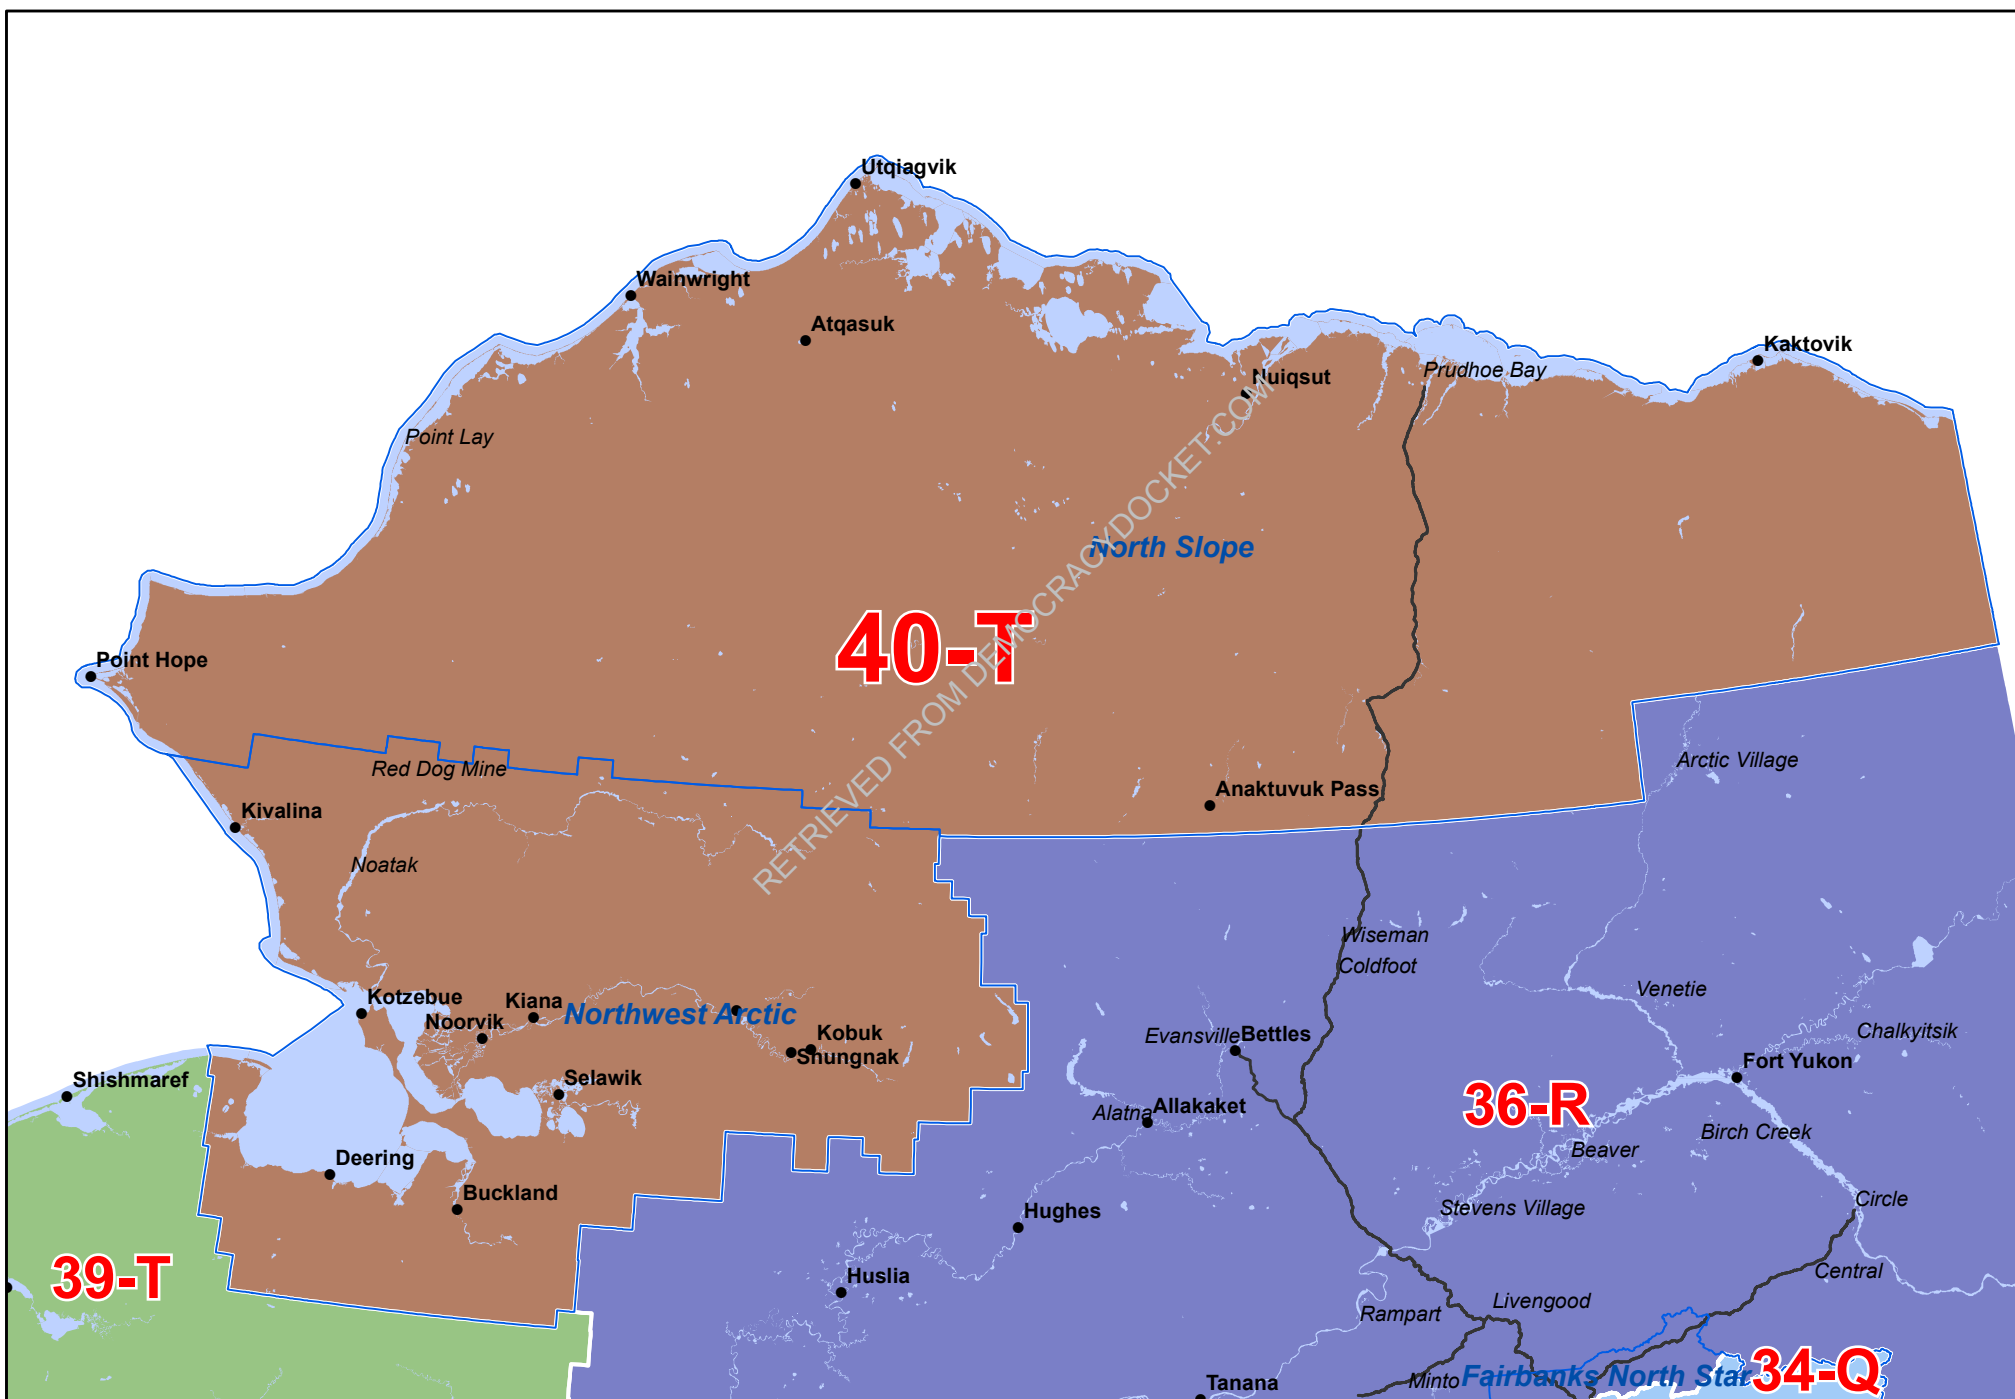 Utqiagvik
Wainwright
Atqasuk
Kaktovik
Prudhoe Bay
Nuiqsut
Point Lay
North Slope
40-T
Point Hope
RETRIEVED FROM DEMOCRACYDOCKET.COM
Arctic Village
Red Dog Mine
Anaktuvuk Pass
Kivalina
Noatak
Wiseman
Coldfoot
Venetie
Kotzebue
Kiana
Northwest Arctic
Noorvik
Kobuk
Shungnak
Evansville
Bettles
Chalkyitsik
Fort Yukon
Shishmaref
Selawik
36-R
Alatna
Allakaket
Birch Creek
Beaver
Deering
Buckland
Hughes
Stevens Village
Circle
39-T
Huslia
Central
Rampart
Livengood
Tanana
Minto
Fairbanks North Star
34-Q